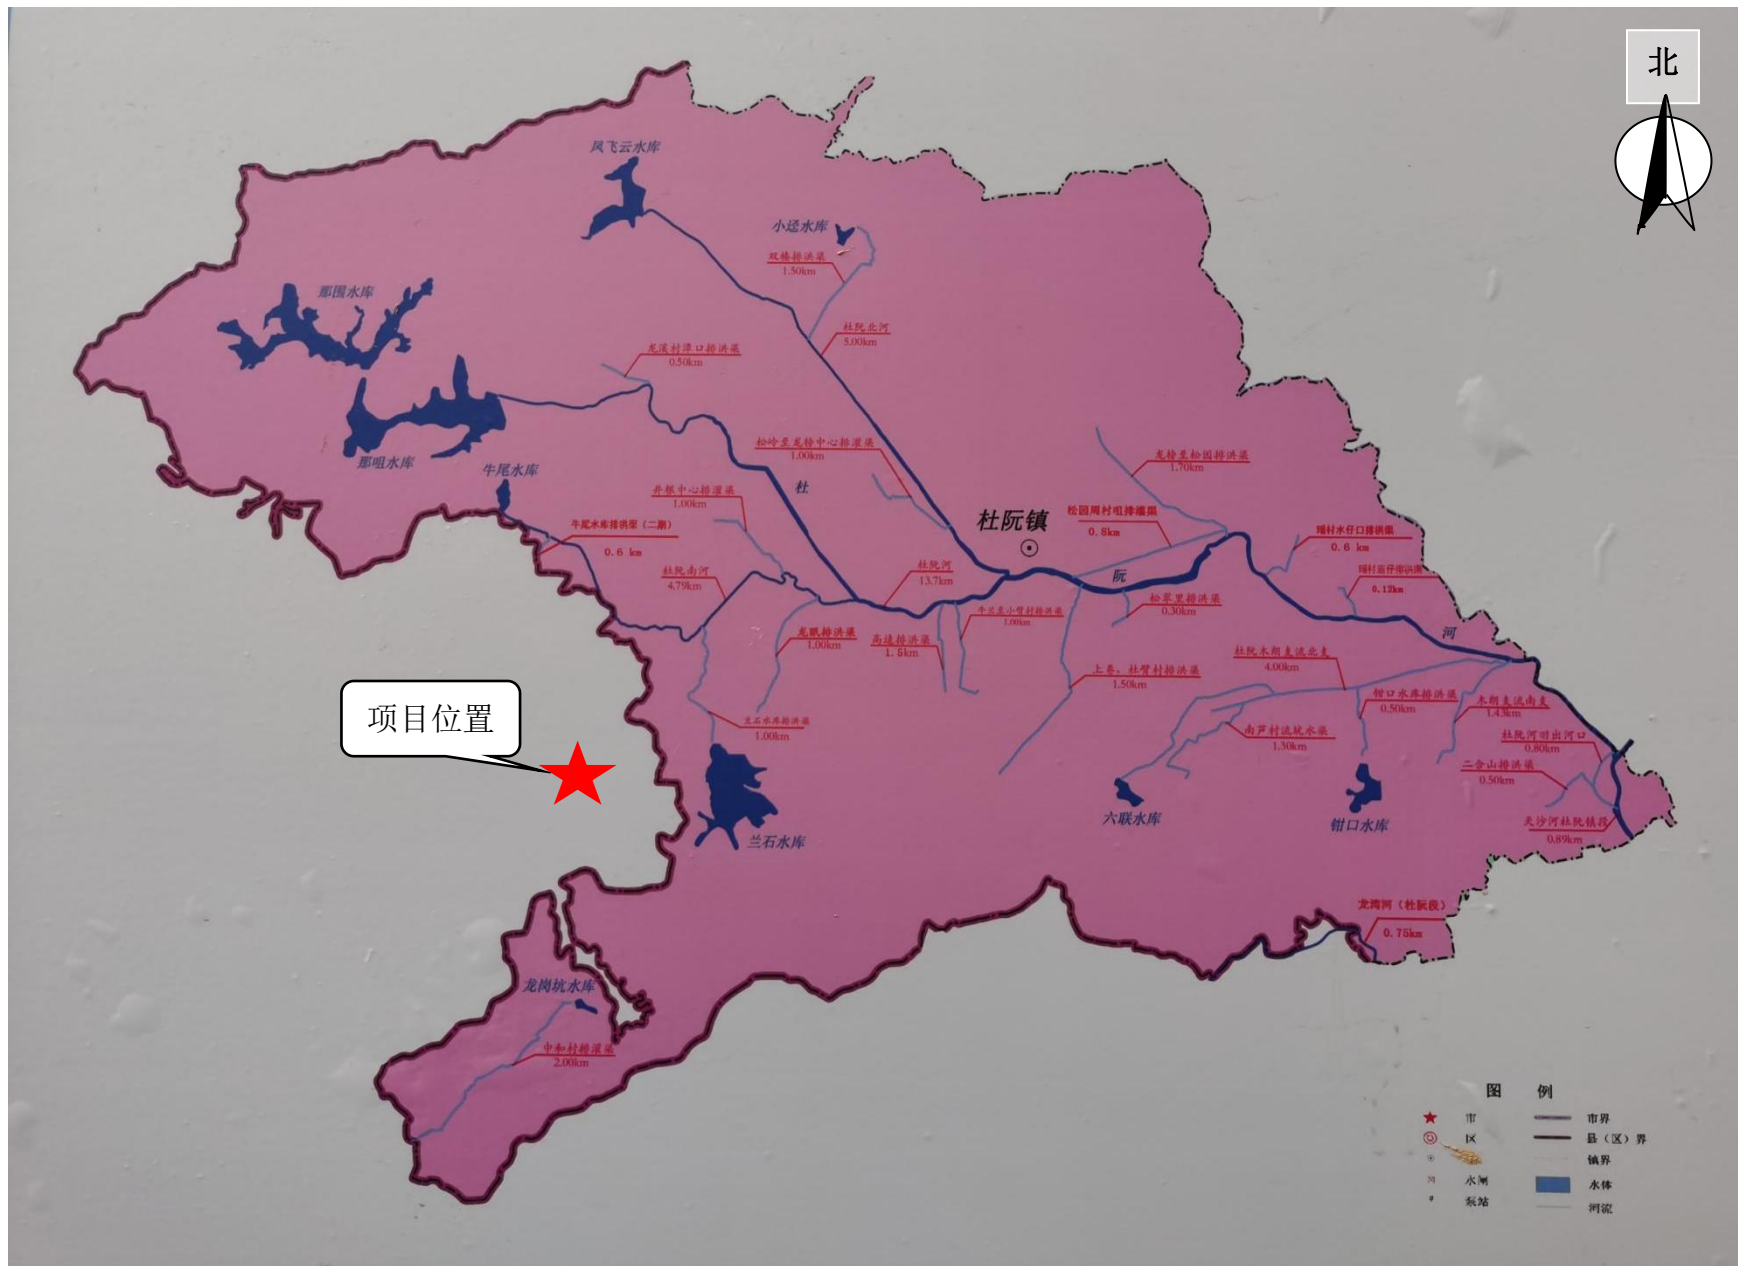 北
凤飞云水库
小迳水库
双楼排洪渠
1.50km
那围水库
杜阮北河
5.00km
龙溪村潭口排洪渠
0.50km
松岭至龙榜中心排灌渠
1.00km
龙榜至松园排洪渠
1.70km
那咀水库
牛尾水库
杜
井根中心排灌渠
1.00km
杜阮镇
松园周村咀排灌渠
0.8km
牛尾水库排洪渠（二期）
0.6 km
瑶村水仔口排洪渠
0.6 km
杜阮南河
4.79km
杜阮河
13.7km
阮
0.12km
松翠里排洪渠
0.30km
1.00km
龙眠排洪渠
1.00km
高速排洪渠
1.5km
河
杜阮木朗支流北支
4.00km
上巷、杜臂村排洪渠
1.50km
钳口水库排洪渠
0.50km
木朗支流南支
1.43km
项目位置
兰石水库排洪渠
1.00km
南芦村流坑水渠
1.30km
杜阮河旧出河口
0.80km
二合山排洪渠
0.50km
六联水库
钳口水库
天沙河杜阮镇段
0.89km
兰石水库
龙湾河（杜阮段）
0.75km
龙岗坑水库
中和村排灌渠
2.00km
图 例
市 市界
区 县（区）界
镇界
水闸 水体
泵站 河流